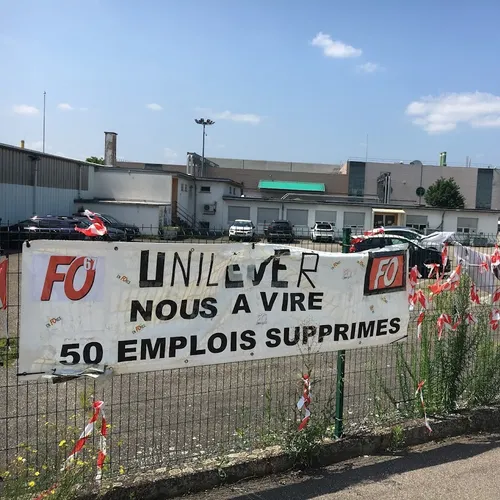 FO 67 UNILEVER FO
NOUS A VIRE
50 EMPLOIS SUPPRIMES